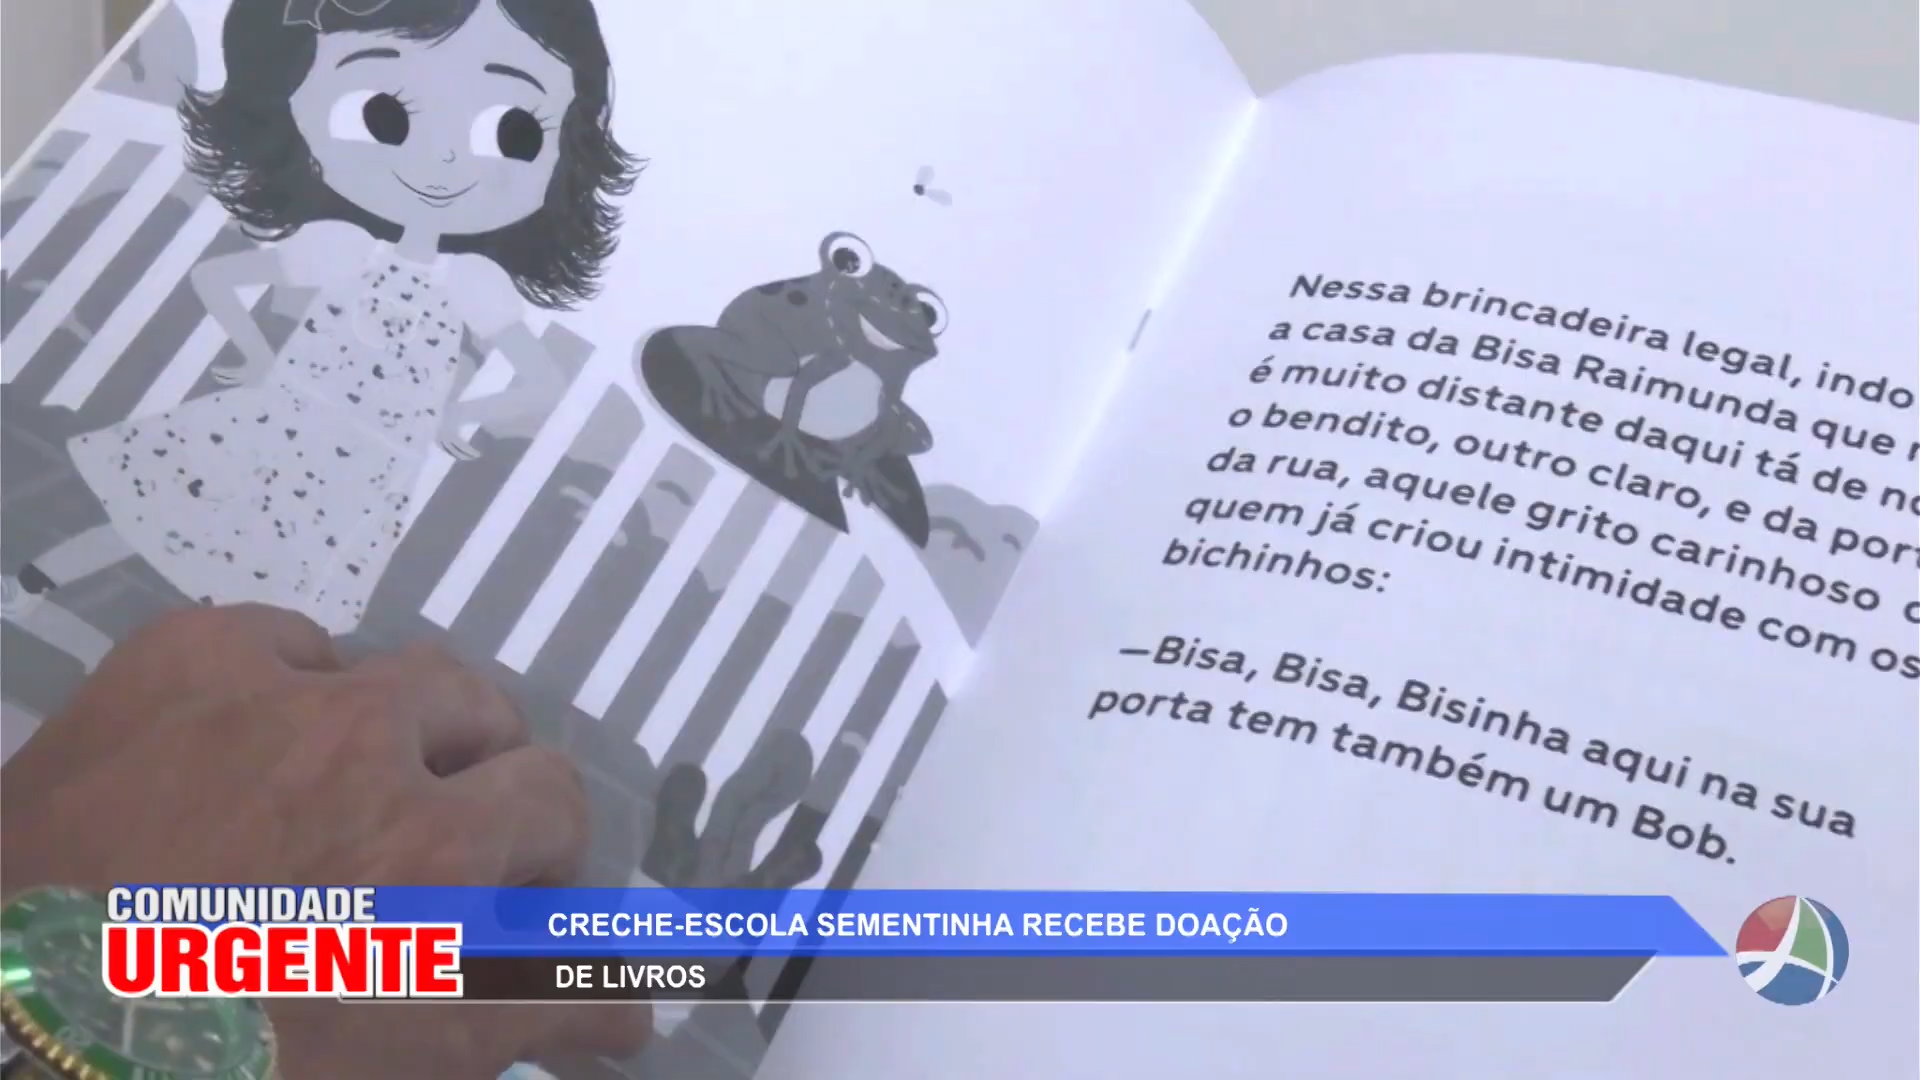 Nessa brincadeira legal, indo
a casa da Bisa Raimunda que
é muito distante daqui tá de
o bendito, outro claro, e da
da rua, aquele grito carinhoso
quem já criou intimidade com os
bichinhos:
—Bisa, Bisa, Bisinha aqui na sua
porta tem também um Bob.
COMUNIDADE
URGENTE
CRECHE-ESCOLA SEMENTINHA RECEBE DOAÇÃO
DE LIVROS